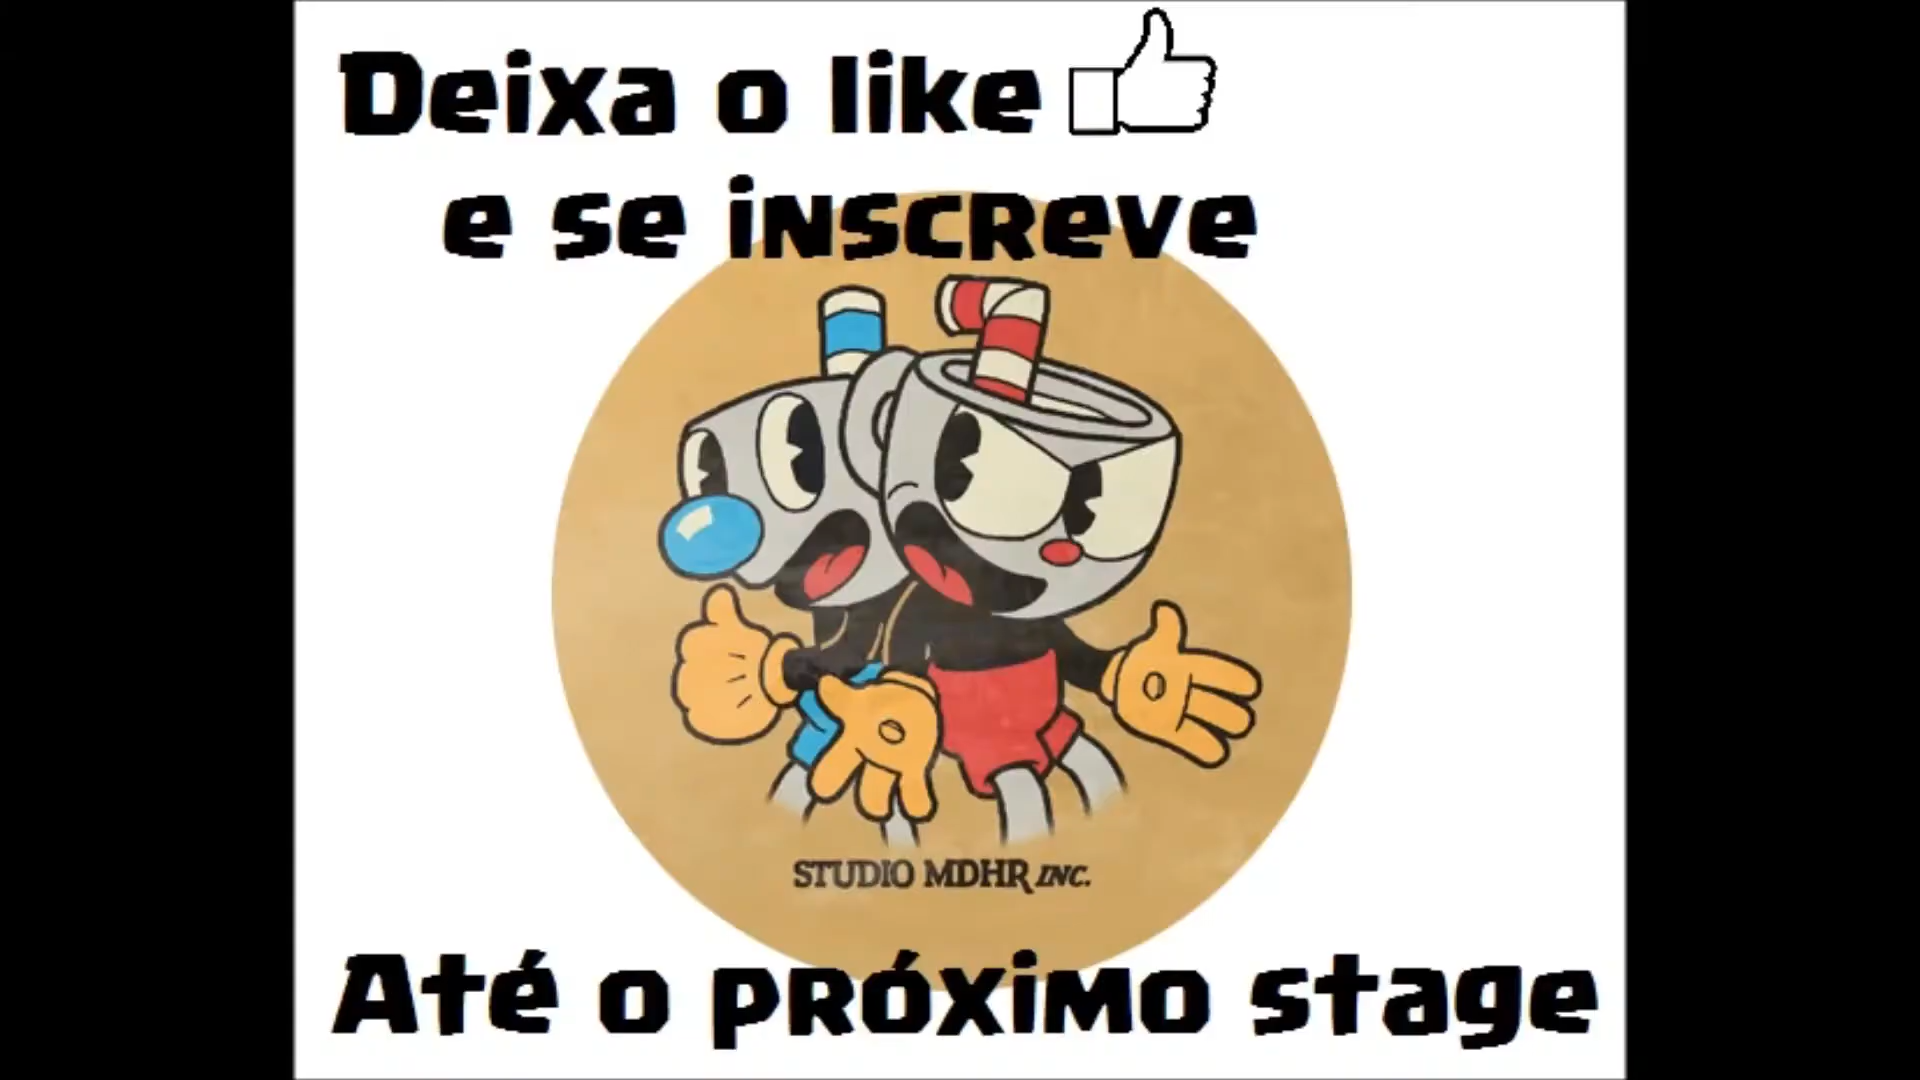 Deixa o like
e se inscreve
STUDIO MDHR INC.
Até o próximo stage